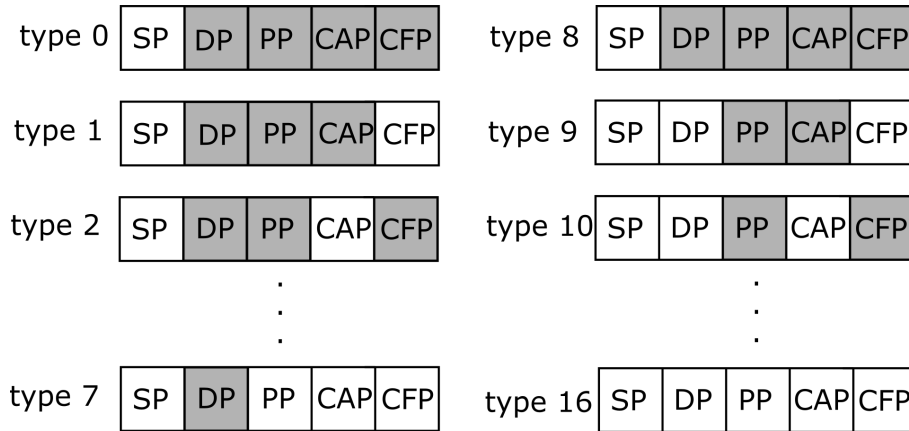 type 0 SP DP PP CAP CFP
type 8 SP DP PP CAP CFP
type 1 SP DP PP CAP CFP
type 9 SP DP PP CAP CFP
type 2 SP DP PP CAP CFP
type 10 SP DP PP CAP CFP
type 7 SP DP PP CAP CFP
type 16 SP DP PP CAP CFP